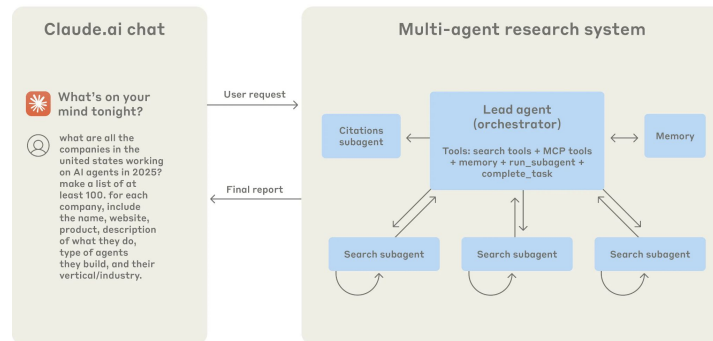 Claude.ai chat
What's on your
mind tonight?
what are all the
companies in the
united states working
on AI agents in 2025?
make a list of at
least 100. for each
company, include
the name, website,
product, description
of what they do,
type of agents
they build, and their
vertical/industry.
User request
Final report
Multi-agent research system
Citations
subagent
Lead agent
(orchestrator)
Tools: search tools + MCP tools
+ memory + run_subagent +
complete_task
Memory
Search subagent
Search subagent
Search subagent